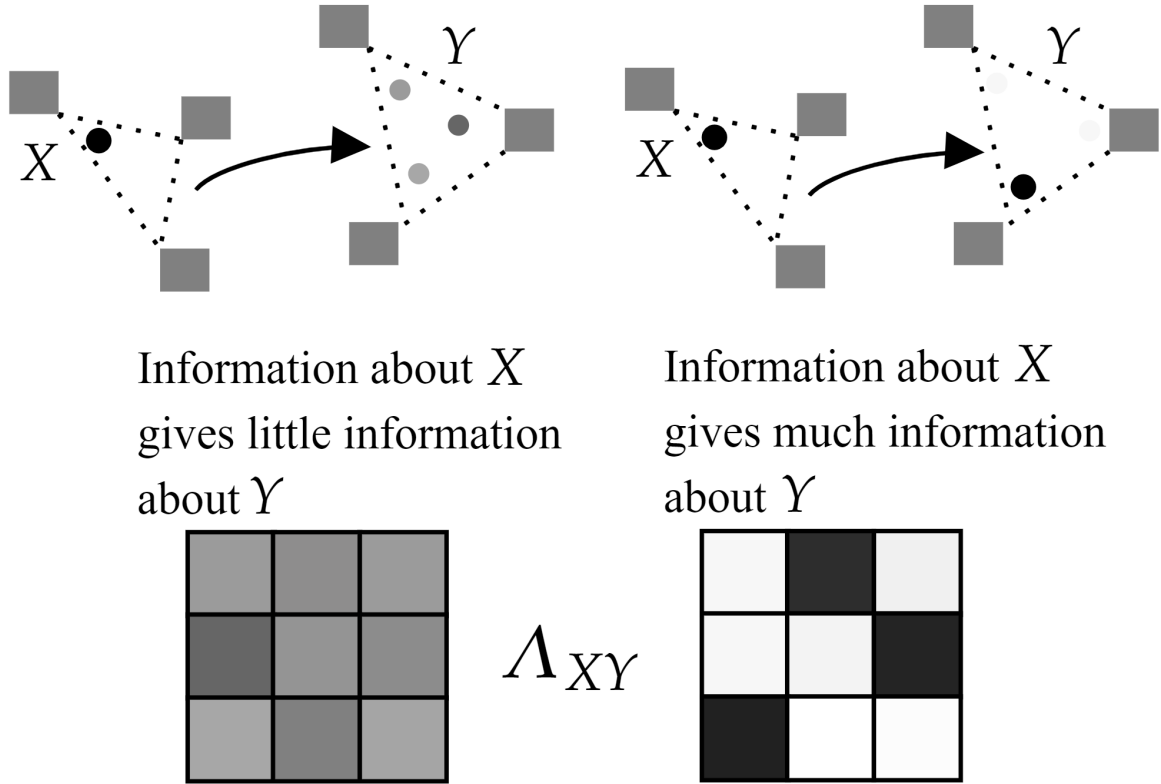 X
Y
X
Y
Information about X
gives little information
about Y
Information about X
gives much information
about Y
Λ_XY